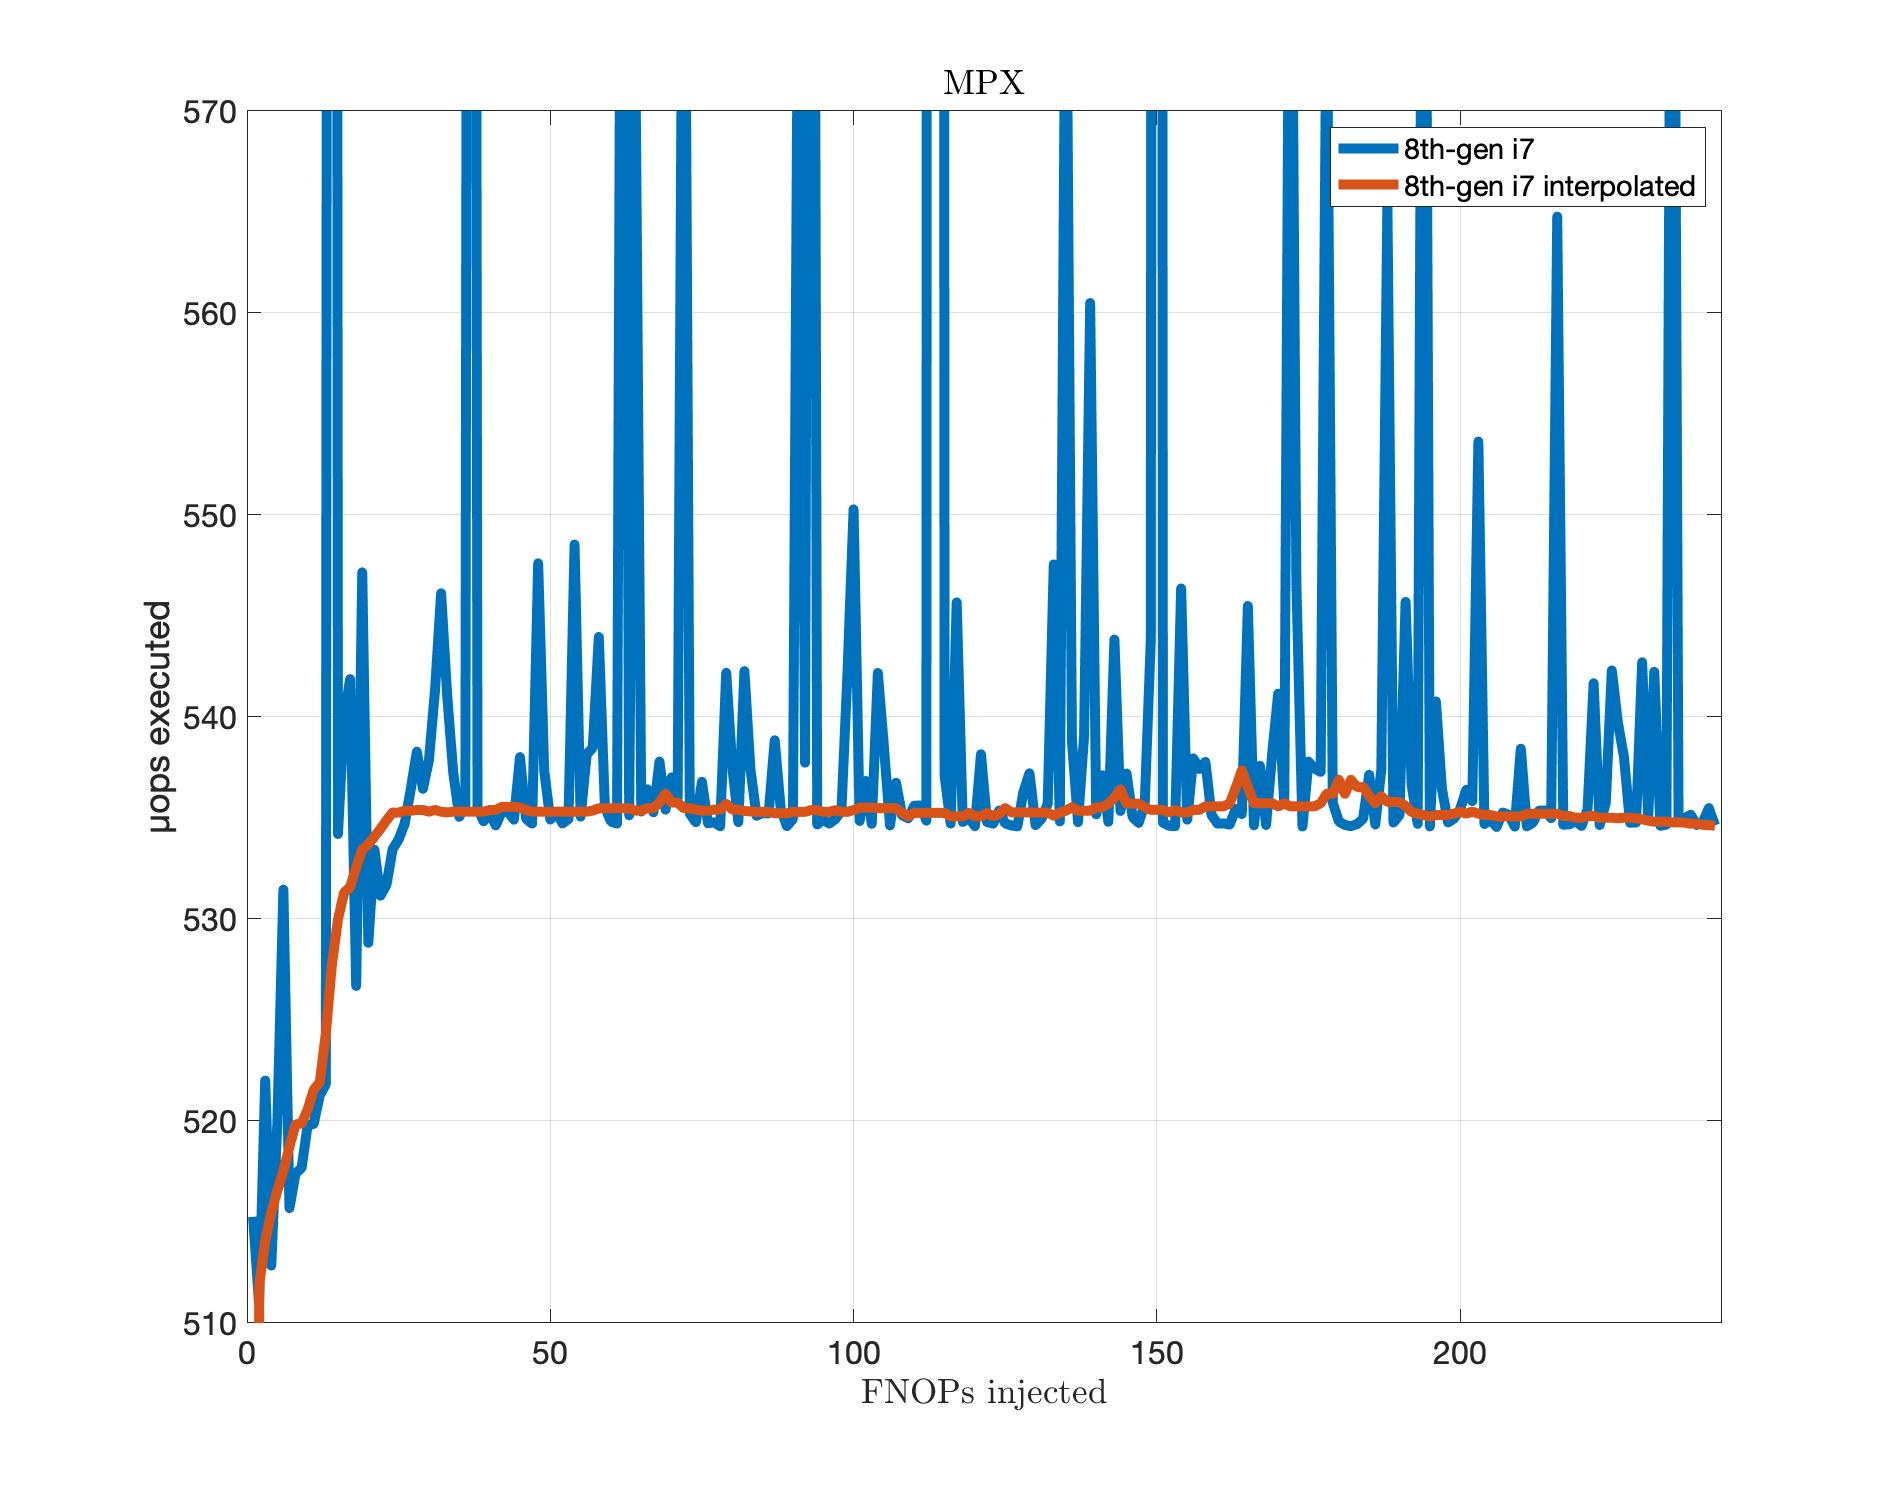 MPX
570
560
550
540
530
520
510
μops executed
8th-gen i7
8th-gen i7 interpolated
0 50 100 150 200
FNOPs injected